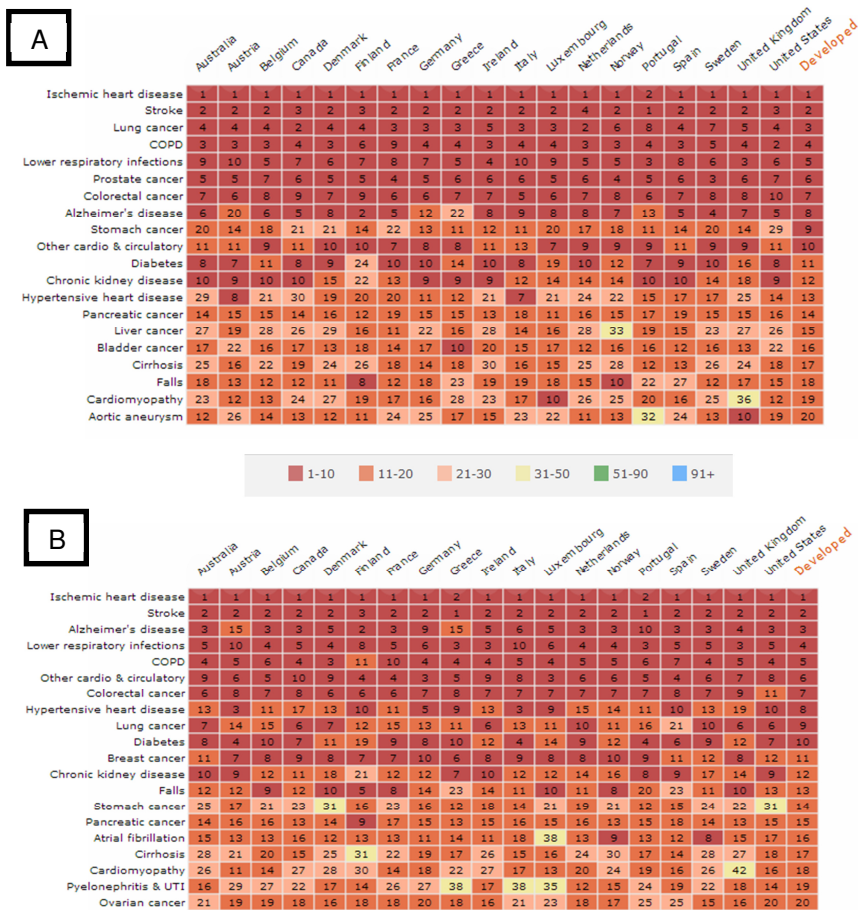 A
Australia Austria Belgium Canada Denmark Finland France Germany Greece Ireland Italy Luxembourg Netherlands Norway Portugal Spain Sweden United Kingdom United States Developed
Ischemic heart disease 1 1 1 1 1 1 1 1 1 1 1 1 1 1 2 1 1 1 1 1
Stroke 2 2 2 3 2 3 2 2 2 2 2 2 4 2 1 2 2 2 3 2
Lung cancer 4 4 4 2 4 4 3 3 3 5 3 3 2 6 8 4 7 5 4 3
COPD 3 3 3 4 3 6 9 4 4 3 4 4 3 3 4 3 5 4 2 4
Lower respiratory infections 9 10 5 7 6 7 8 7 5 4 10 9 5 5 3 8 6 3 6 5
Prostate cancer 5 5 7 6 5 5 4 5 6 6 6 5 6 4 5 6 3 6 7 6
Colorectal cancer 7 6 8 9 7 9 6 6 7 7 5 6 7 8 6 7 8 8 10 7
Alzheimer's disease 6 20 6 5 8 2 5 12 22 8 9 8 8 7 13 5 4 7 5 8
Stomach cancer 20 14 18 21 21 14 22 13 11 12 11 20 17 18 11 14 20 14 29 9
Other cardio & circulatory 11 11 9 11 10 10 7 8 8 11 13 7 9 9 9 11 9 9 11 10
Diabetes 8 7 11 8 9 24 10 10 14 10 8 19 10 12 7 9 10 16 8 11
Chronic kidney disease 10 9 10 10 15 22 13 9 9 9 12 14 14 14 10 10 14 18 9 12
Hypertensive heart disease 29 8 21 30 19 20 20 11 12 21 7 21 24 22 15 17 17 25 14 13
Pancreatic cancer 14 15 15 14 16 12 19 15 15 13 18 11 16 15 17 19 15 15 16 14
Liver cancer 27 19 28 26 29 16 11 22 16 28 14 16 28 33 19 15 23 27 26 15
Bladder cancer 17 22 16 17 13 18 14 17 10 20 15 17 12 16 16 12 16 13 22 16
Cirrhosis 25 16 22 19 24 26 18 14 18 30 16 15 25 28 12 13 26 24 18 17
Falls 18 13 12 12 11 8 12 18 23 19 19 18 15 10 22 27 12 17 15 18
Cardiomyopathy 23 12 13 24 27 19 17 16 28 23 17 10 26 25 20 16 25 36 12 19
Aortic aneurysm 12 26 14 13 12 11 24 25 17 15 23 22 11 13 32 24 13 10 19 20
1-10 11-20 21-30 31-50 51-90 91+
B
Australia Austria Belgium Canada Denmark Finland France Germany Greece Ireland Italy Luxembourg Netherlands Norway Portugal Spain Sweden United Kingdom United States Developed
Ischemic heart disease 1 1 1 1 1 1 1 1 2 1 1 1 1 1 2 1 1 1 1 1
Stroke 2 2 2 2 2 3 2 2 1 2 2 2 2 2 1 2 2 2 2 2
Alzheimer's disease 3 15 3 3 5 2 3 9 15 5 6 5 3 3 10 3 3 4 3 3
Lower respiratory infections 5 10 4 5 4 8 5 6 3 3 10 6 4 4 3 5 5 3 5 4
COPD 4 5 6 4 3 11 10 4 4 4 5 4 5 5 6 7 4 5 4 5
Other cardio & circulatory 9 6 5 10 9 4 4 3 5 9 8 3 6 6 5 4 6 7 8 6
Colorectal cancer 6 8 7 8 6 6 6 7 8 7 7 7 7 7 7 8 7 9 11 7
Hypertensive heart disease 13 3 11 17 13 10 11 5 9 13 3 9 15 14 11 10 13 19 10 8
Lung cancer 7 14 15 6 7 12 15 13 11 6 13 11 10 11 16 21 10 6 6 9
Diabetes 8 4 10 7 11 19 9 8 10 12 4 14 9 12 4 6 9 12 7 10
Breast cancer 11 7 8 9 8 7 7 10 6 8 9 8 8 10 9 11 12 8 12 11
Chronic kidney disease 10 9 12 11 18 21 12 12 7 10 12 12 14 16 8 9 17 14 9 12
Falls 12 12 9 12 10 5 8 14 23 14 11 10 11 8 20 23 11 10 13 13
Stomach cancer 25 17 21 23 31 16 23 16 12 18 14 21 19 21 12 15 24 22 31 14
Pancreatic cancer 14 16 16 13 14 9 17 15 13 15 16 15 16 13 15 18 14 13 15 15
Atrial fibrillation 15 13 13 16 12 13 13 11 14 11 18 38 13 9 13 12 8 15 17 16
Cirrhosis 28 21 20 15 25 31 22 19 17 26 15 16 24 30 17 14 28 27 18 17
Cardiomyopathy 26 11 14 27 28 30 14 18 22 27 17 13 20 24 19 16 26 42 16 18
Pyelonephritis & UTI 16 29 27 22 17 14 26 27 38 17 38 35 12 15 24 19 22 18 14 19
Ovarian cancer 21 19 19 18 16 18 18 20 18 16 21 23 18 17 25 25 15 16 20 20